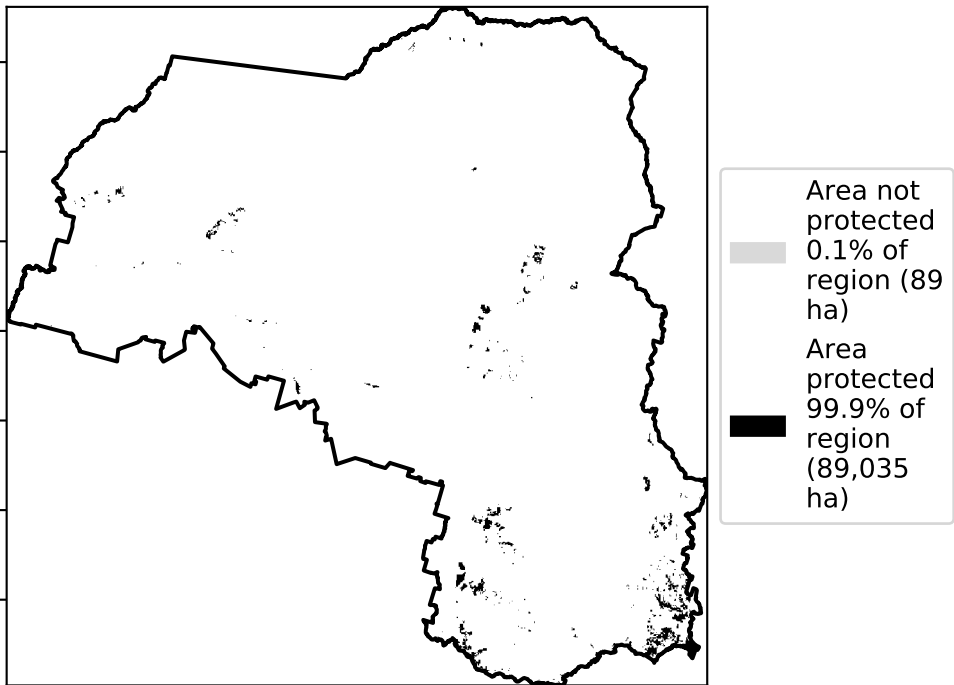 Area not
protected
0.1% of
region (89
ha)
Area
protected
99.9% of
region
(89,035
ha)